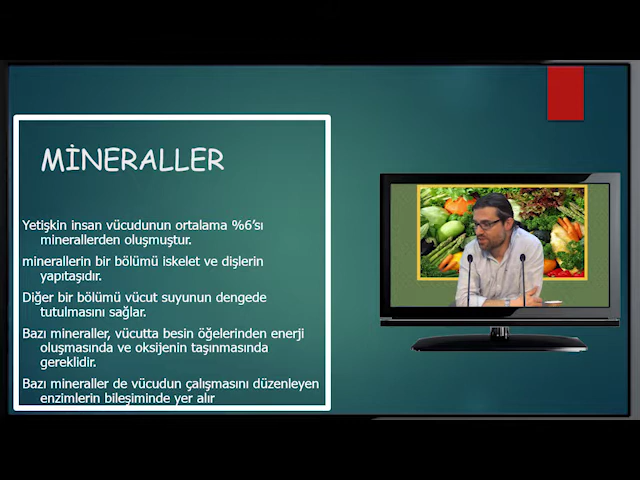 MİNERALLER
Yetişkin insan vücudunun ortalama %6’sı
minerallerden oluşmuştur.
minerallerin bir bölümü iskelet ve dişlerin
yapıtaşıdır.
Diğer bir bölümü vücut suyunun dengede
tutulmasını sağlar.
Bazı mineraller, vücutta besin öğelerinden enerji
oluşmasında ve oksijenin taşınmasında
gereklidir.
Bazı mineraller de vücudun çalışmasını düzenleyen
enzimlerin bileşiminde yer alır